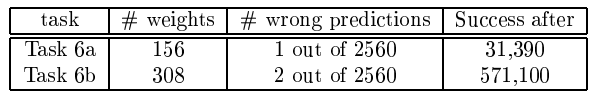 task # weights # wrong predictions Success after
Task 6a 156 1 out of 2560 31,390
Task 6b 308 2 out of 2560 571,100